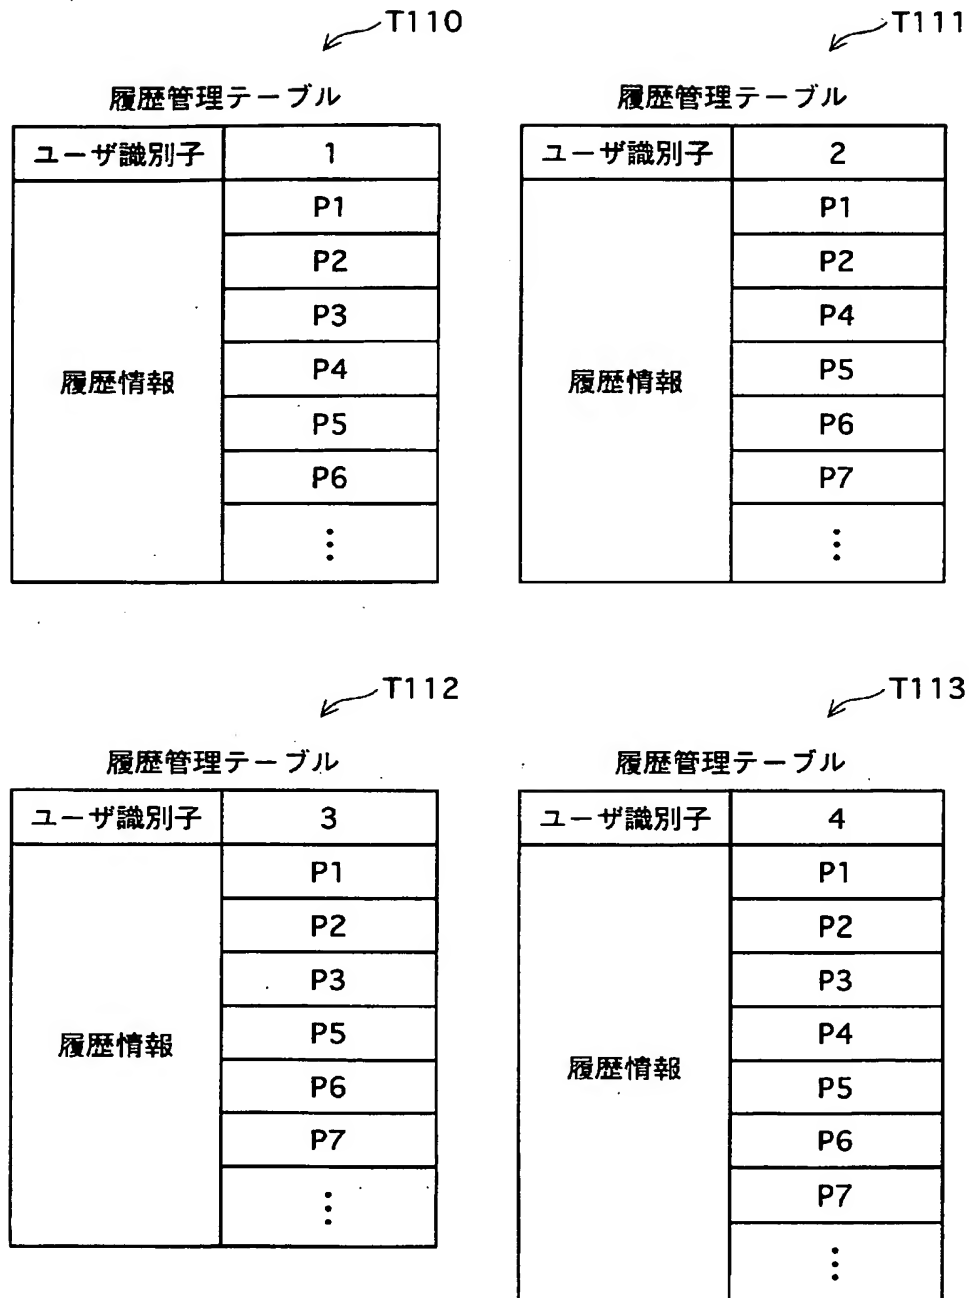 T110
履歴管理テーブル
ユーザ識別子 1
履歴情報
P1
P2
P3
P4
P5
P6
⋮
T111
履歴管理テーブル
ユーザ識別子 2
履歴情報
P1
P2
P4
P5
P6
P7
⋮
T112
履歴管理テーブル
ユーザ識別子 3
履歴情報
P1
P2
P3
P5
P6
P7
⋮
T113
履歴管理テーブル
ユーザ識別子 4
履歴情報
P1
P2
P3
P4
P5
P6
P7
⋮